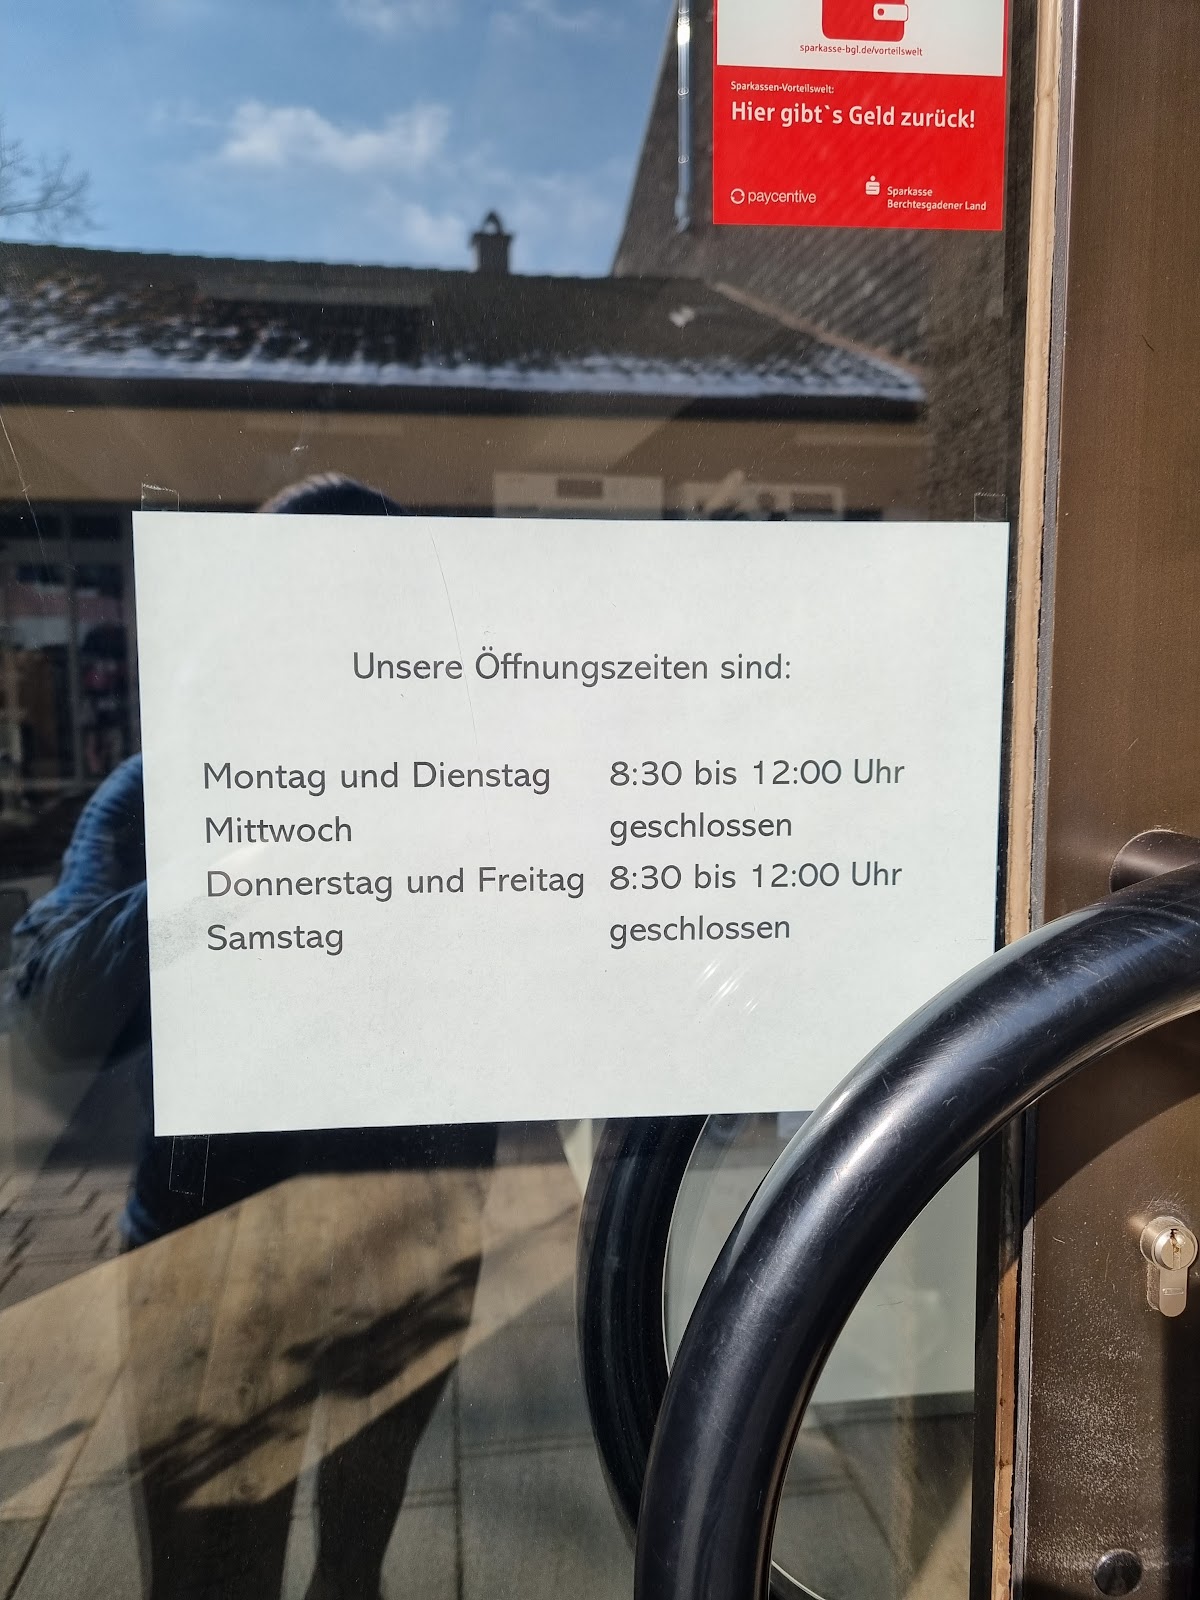 sparkasse-bgl.de/vorteilswelt
Sparkassen-Vorteilswelt:
Hier gibt`s Geld zurück!
paycentive
Sparkasse
Berchtesgadener Land
Unsere Öffnungszeiten sind:
Montag und Dienstag 8:30 bis 12:00 Uhr
Mittwoch geschlossen
Donnerstag und Freitag 8:30 bis 12:00 Uhr
Samstag geschlossen